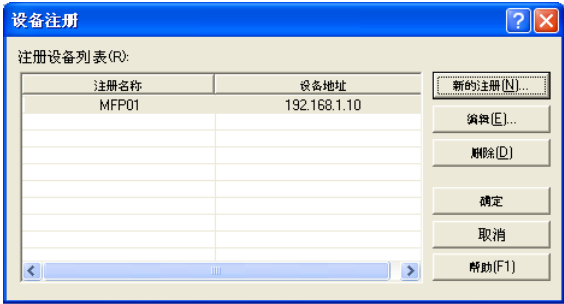 设备注册
注册设备列表(R):
注册名称 设备地址
MFP01 192.168.1.10
新的注册[N]...
编辑[E]...
删除[D]
确定
取消
帮助(F1)